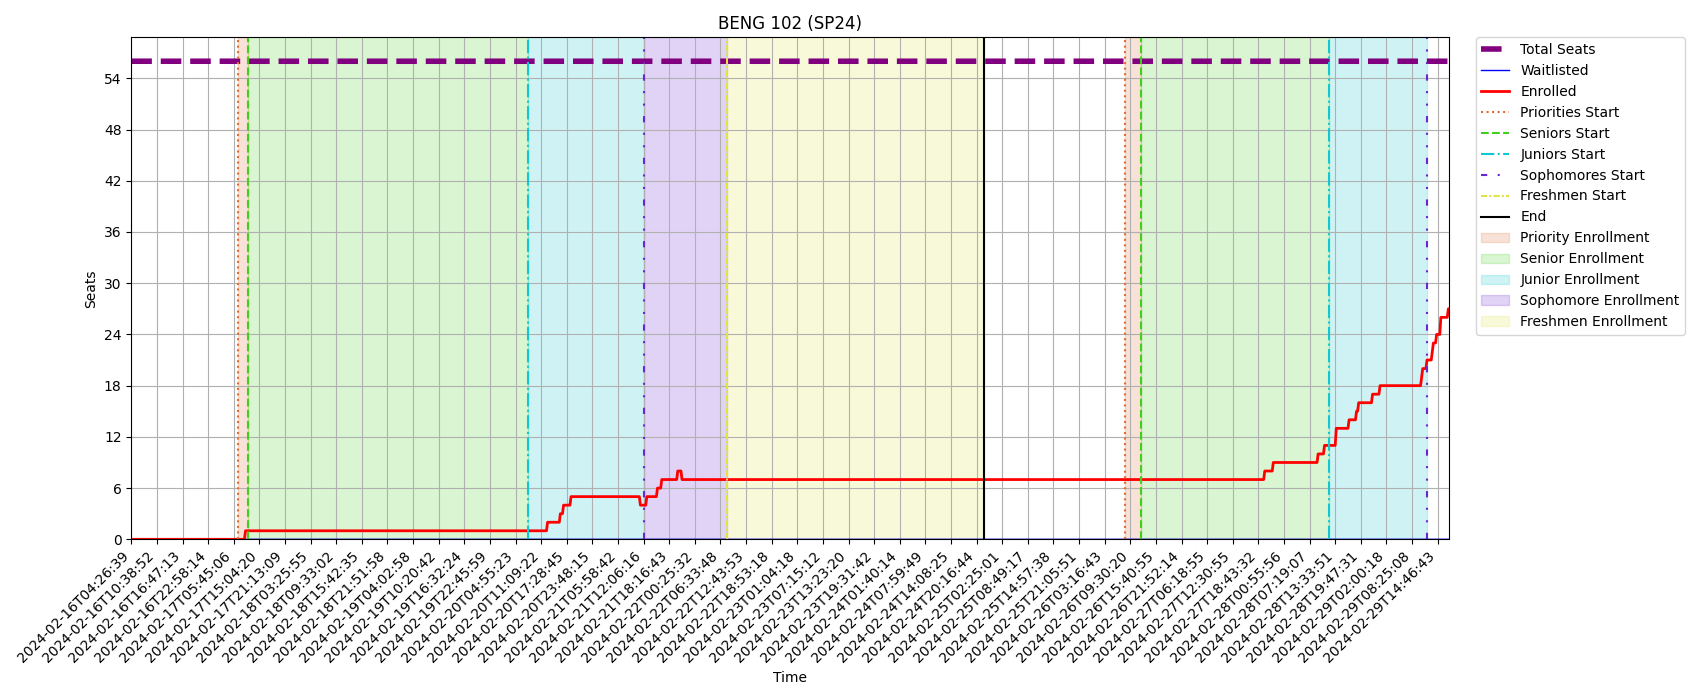 BENG 102 (SP24)
Seats
54
48
42
36
30
24
18
12
6
0
2024-02-16T04:26:39
2024-02-16T10:38:52
2024-02-16T16:47:13
2024-02-16T22:58:14
2024-02-17T05:45:06
2024-02-17T15:04:20
2024-02-17T21:13:09
2024-02-18T03:25:55
2024-02-18T09:33:02
2024-02-18T15:42:35
2024-02-18T21:51:58
2024-02-19T04:02:58
2024-02-19T10:20:42
2024-02-19T16:32:24
2024-02-19T22:45:59
2024-02-20T04:55:23
2024-02-20T11:09:22
2024-02-20T17:28:45
2024-02-20T23:48:15
2024-02-21T05:58:42
2024-02-21T12:06:16
2024-02-21T18:16:43
2024-02-22T00:25:32
2024-02-22T06:33:48
2024-02-22T12:43:53
2024-02-22T18:53:18
2024-02-23T01:04:18
2024-02-23T07:15:12
2024-02-23T13:23:20
2024-02-23T19:31:42
2024-02-24T01:40:14
2024-02-24T07:59:49
2024-02-24T14:08:25
2024-02-24T20:16:44
2024-02-25T02:25:01
2024-02-25T08:49:17
2024-02-25T14:57:38
2024-02-25T21:05:51
2024-02-26T03:16:43
2024-02-26T09:30:20
2024-02-26T15:40:55
2024-02-26T21:52:14
2024-02-27T06:18:55
2024-02-27T12:30:55
2024-02-27T18:43:32
2024-02-28T00:55:56
2024-02-28T07:19:07
2024-02-28T13:33:51
2024-02-28T19:47:31
2024-02-29T02:00:18
2024-02-29T08:25:08
2024-02-29T14:46:43
Time
Total Seats
Waitlisted
Enrolled
Priorities Start
Seniors Start
Juniors Start
Sophomores Start
Freshmen Start
End
Priority Enrollment
Senior Enrollment
Junior Enrollment
Sophomore Enrollment
Freshmen Enrollment